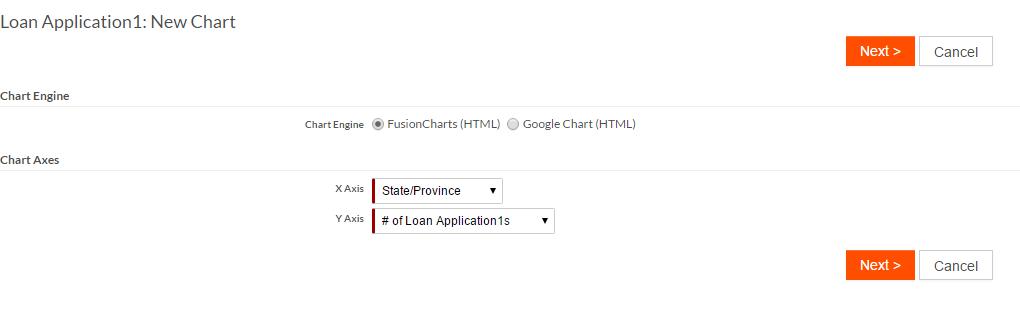 Loan Application1: New Chart
Next > Cancel
Chart Engine
Chart Engine FusionCharts (HTML) Google Chart (HTML)
Chart Axes
X Axis State/Province
Y Axis # of Loan Application1s
Next > Cancel